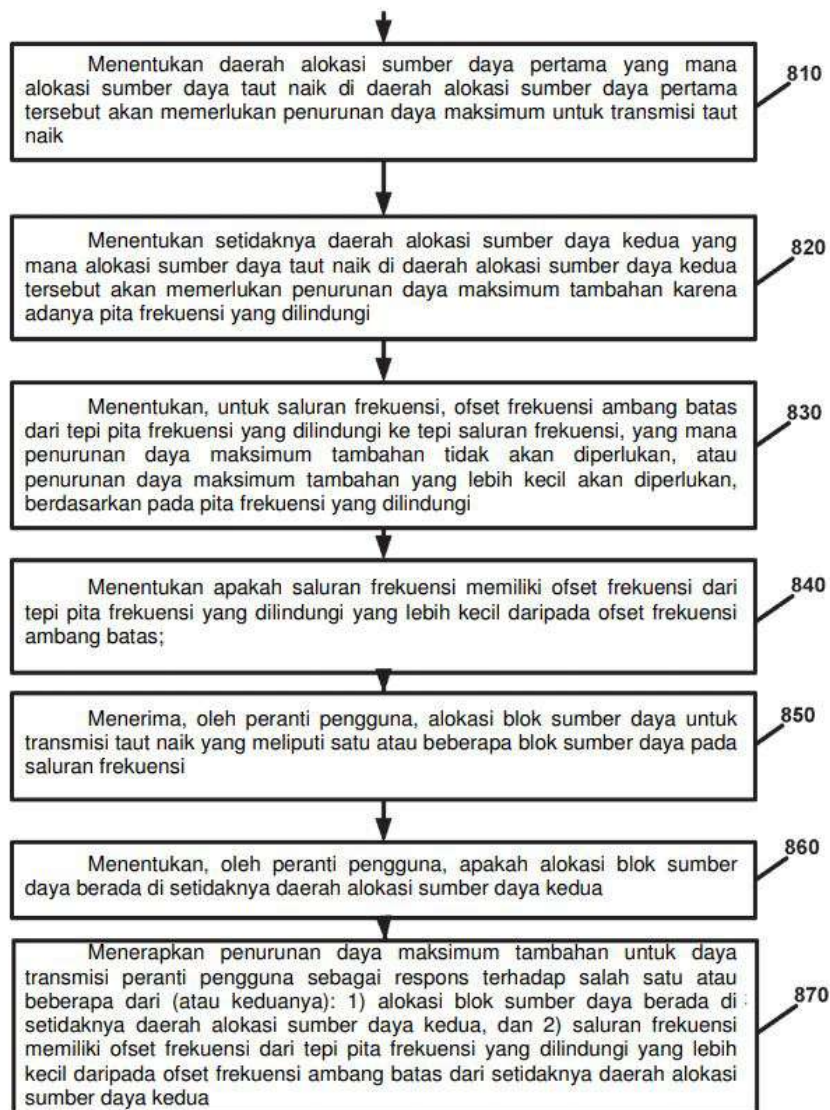 Menentukan daerah alokasi sumber daya pertama yang mana
alokasi sumber daya taut naik di daerah alokasi sumber daya pertama
tersebut akan memerlukan penurunan daya maksimum untuk transmisi taut
naik
810
Menentukan setidaknya daerah alokasi sumber daya kedua yang
mana alokasi sumber daya taut naik di daerah alokasi sumber daya kedua
tersebut akan memerlukan penurunan daya maksimum tambahan karena
adanya pita frekuensi yang dilindungi
820
Menentukan, untuk saluran frekuensi, ofset frekuensi ambang batas
dari tepi pita frekuensi yang dilindungi ke tepi saluran frekuensi, yang mana
penurunan daya maksimum tambahan tidak akan diperlukan, atau
penurunan daya maksimum tambahan yang lebih kecil akan diperlukan,
berdasarkan pada pita frekuensi yang dilindungi
830
Menentukan apakah saluran frekuensi memiliki ofset frekuensi dari
tepi pita frekuensi yang dilindungi yang lebih kecil daripada ofset frekuensi
ambang batas;
840
Menerima, oleh peranti pengguna, alokasi blok sumber daya untuk
transmisi taut naik yang meliputi satu atau beberapa blok sumber daya pada
saluran frekuensi
850
Menentukan, oleh peranti pengguna, apakah alokasi blok sumber
daya berada di setidaknya daerah alokasi sumber daya kedua
860
Menerapkan penurunan daya maksimum tambahan untuk daya
transmisi peranti pengguna sebagai respons terhadap salah satu atau
beberapa dari (atau keduanya): 1) alokasi blok sumber daya berada di
setidaknya daerah alokasi sumber daya kedua, dan 2) saluran frekuensi
memiliki ofset frekuensi dari tepi pita frekuensi yang dilindungi yang lebih
kecil daripada ofset frekuensi ambang batas dari setidaknya daerah alokasi
sumber daya kedua
870